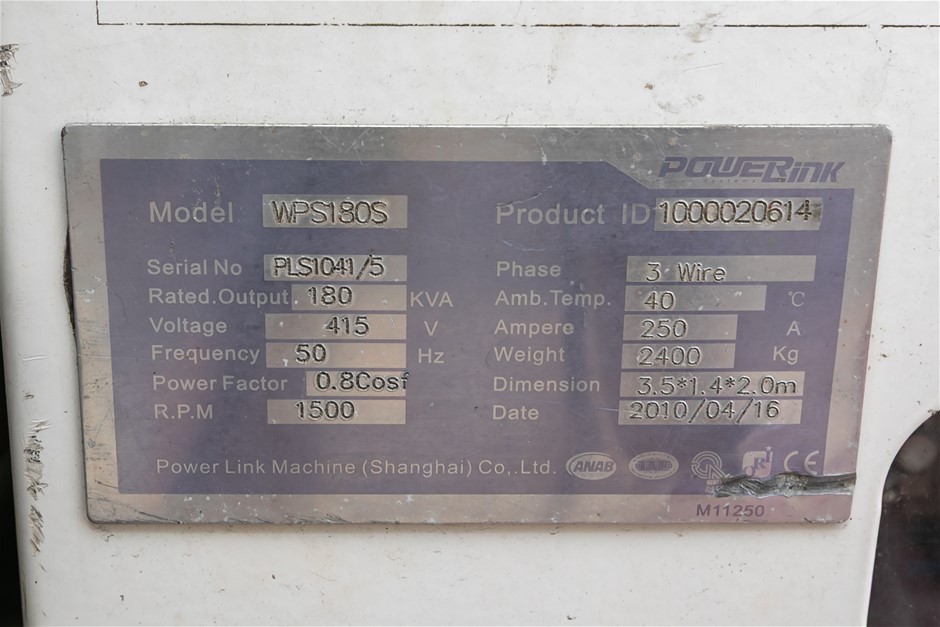 POWERLink
Model WPS180S Product ID 1000020614
Serial No PLS1041/5 Phase 3 Wire
Rated.Output 180 KVA Amb.Temp. 40 °C
Voltage 415 V Ampere 250 A
Frequency 50 Hz Weight 2400 Kg
Power Factor 0.8Cosf Dimension 3.5*1.4*2.0m
R.P.M 1500 Date 2010/04/16
Power Link Machine (Shanghai) Co,.Ltd. ANAB CE
M11250